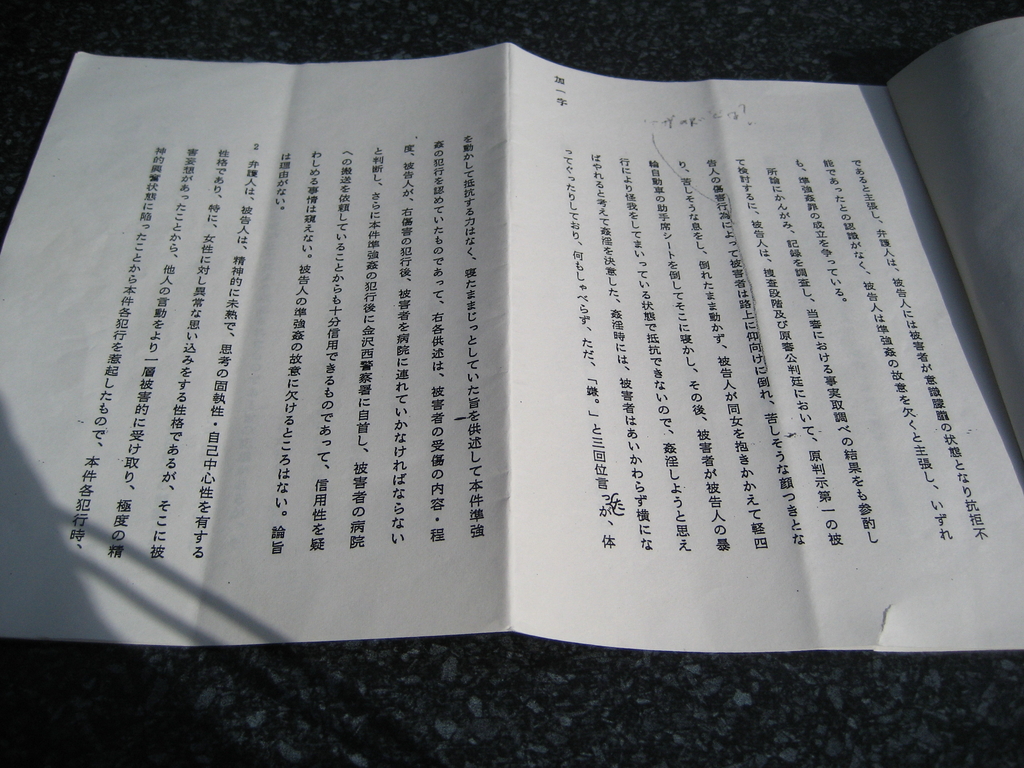 であると主張し、弁護人は、被告人には被害者が意識朦朧の状態となり抗拒不
能であったとの認識がなく、被告人は準強姦の故意を欠くと主張し、いずれ
も、準強姦罪の成立を争っている。
所論にかんがみ、記録を調査し、当審における事実取調べの結果をも参酌し
て検討するに、被告人は、捜査段階及び原審公判廷において、原判示第一の被
告人の傷害行為によって被害者は路上に仰向けに倒れ、苦しそうな顔つきとな
り、苦しそうな息をし、倒れたまま動かず、被告人が同女を抱きかかえて軽四
輪自動車の助手席シートを倒してそこに寝かし、その後、被害者が被告人の暴
行により怪我をしてまいっている状態で抵抗できないので、姦淫しようと思え
ばやれると考えて姦淫を決意した、姦淫時には、被害者はあいかわらず横にな
ってぐったりしており、何もしゃべらず、ただ、「嫌。」と三回位言ったが、体
加一字
を動かして抵抗する力はなく、寝たままじっとしていた旨を供述して本件準強
姦の犯行を認めていたものであって、右各供述は、被害者の受傷の内容・程
度、被告人が、右傷害の犯行後、被害者を病院に連れていかなければならない
と判断し、さらに本件準強姦の犯行後に金沢西警察署に自首し、被害者の病院
への搬送を依頼していることからも十分信用できるものであって、信用性を疑
わしめる事情は窺えない。被告人の準強姦の故意に欠けるところはない。論旨
は理由がない。
2 弁護人は、被告人は、精神的に未熟で、思考の固執性・自己中心性を有する
性格であり、特に、女性に対し異常な思い込みをする性格であるが、そこに被
害妄想があったことから、他人の言動をより一層被害的に受け取り、極度の精
神的興奮状態に陥ったことから本件各犯行を惹起したもので、本件各犯行時、